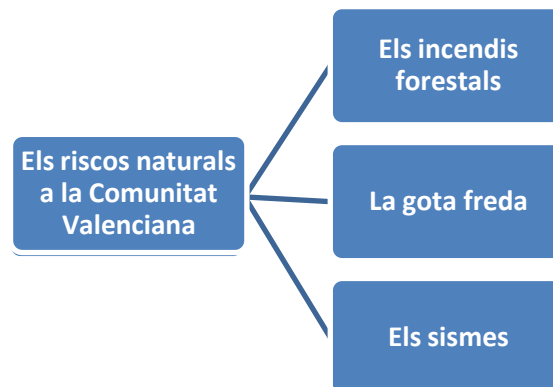 Els riscos naturals
a la Comunitat
Valenciana
Els incendis
forestals
La gota freda
Els sismes